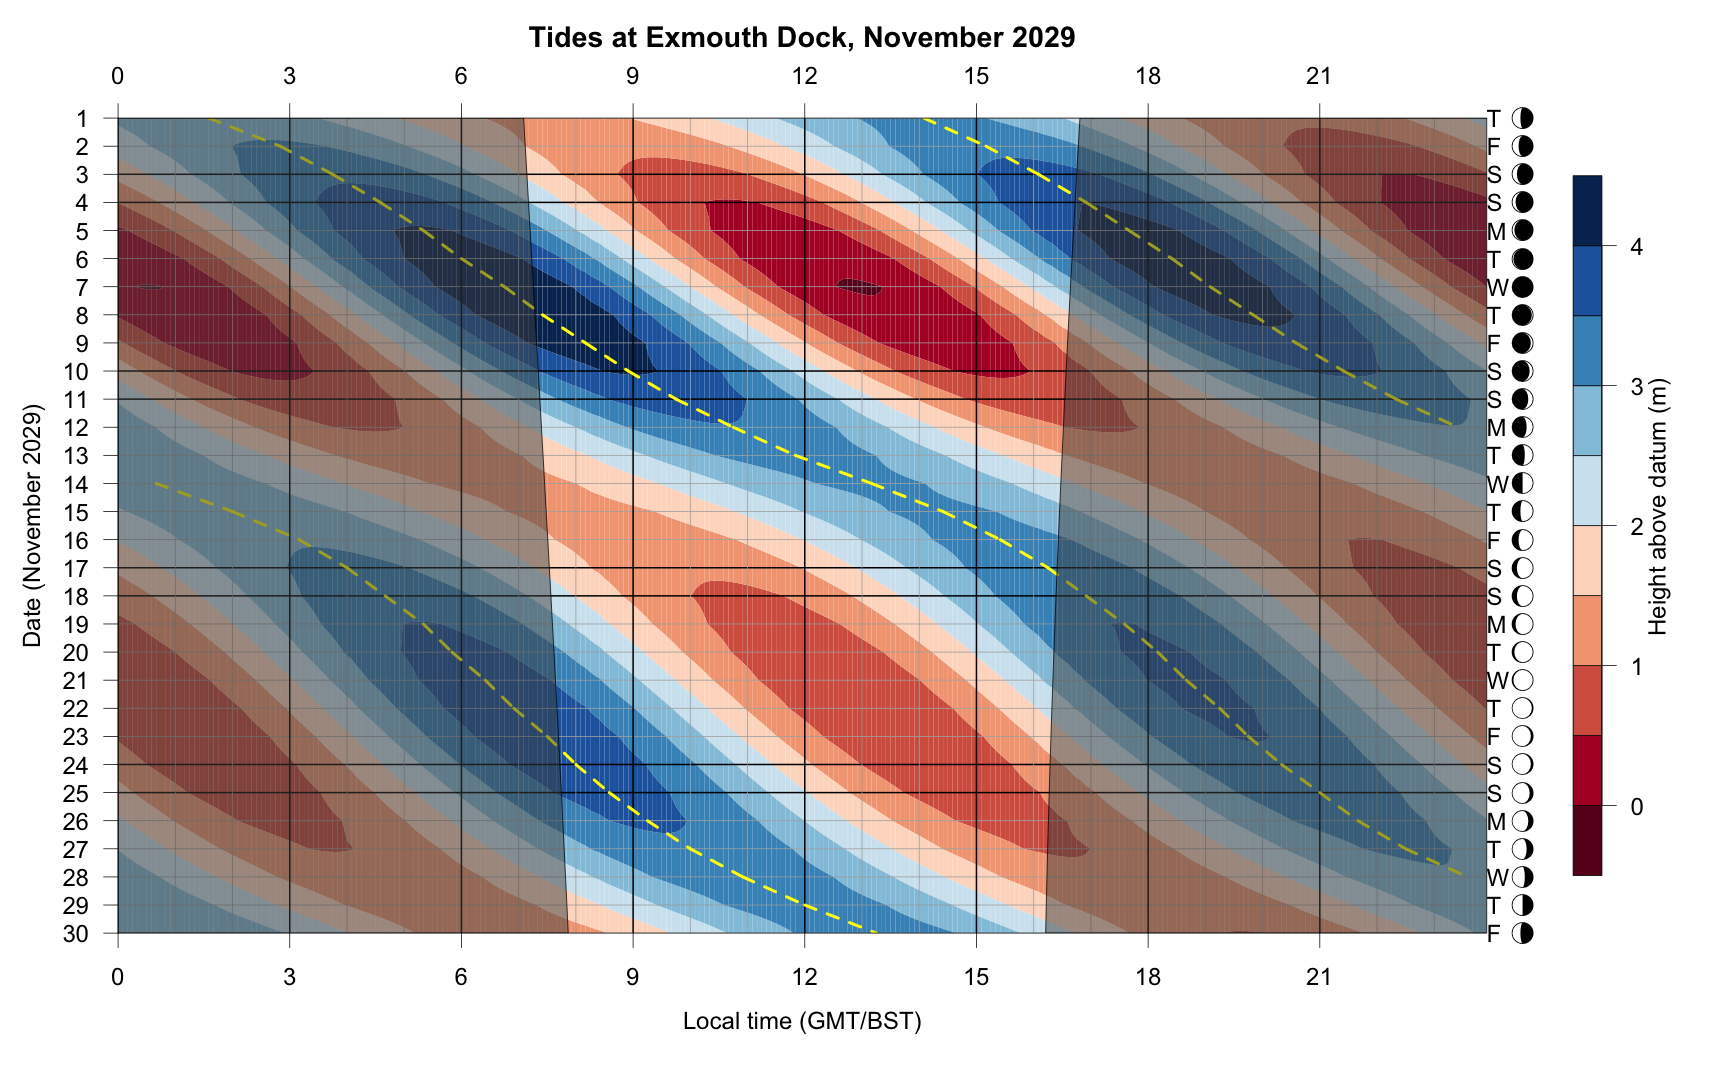 Tides at Exmouth Dock, November 2029
0 3 6 9 12 15 18 21
1 T
2 F
3 S
4 S
5 M
6 T
7 W
8 T
9 F
10 S
11 S
12 M
13 T
14 W
15 T
16 F
17 S
18 S
19 M
20 T
21 W
22 T
23 F
24 S
25 S
26 M
27 T
28 W
29 T
30 F
0 3 6 9 12 15 18 21
Local time (GMT/BST)
Date (November 2029)
4
3
2
1
0
Height above datum (m)